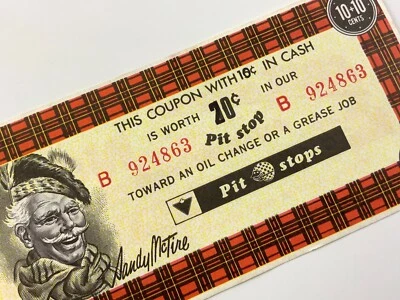 10+10
CENTS
THIS COUPON WITH 10¢ IN CASH
IS WORTH 20¢ IN OUR
B 924863 Pit stop B 924863
TOWARD AN OIL CHANGE OR A GREASE JOB
Pit stops
Sandy McTire